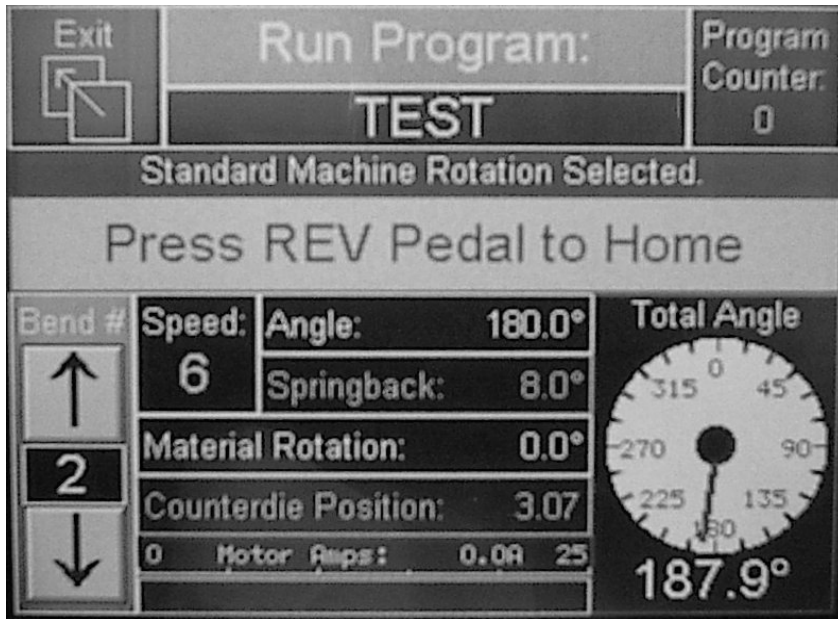 Exit
Run Program:
Program
Counter:
0
TEST
Standard Machine Rotation Selected.
Press REV Pedal to Home
Bend #
2
Speed:
6
Angle: 180.0°
Springback: 8.0°
Material Rotation: 0.0°
Counterdie Position: 3.07
0 Motor Amps: 0.0A 25
Total Angle
0
45
90
135
180
225
270
315
187.9°